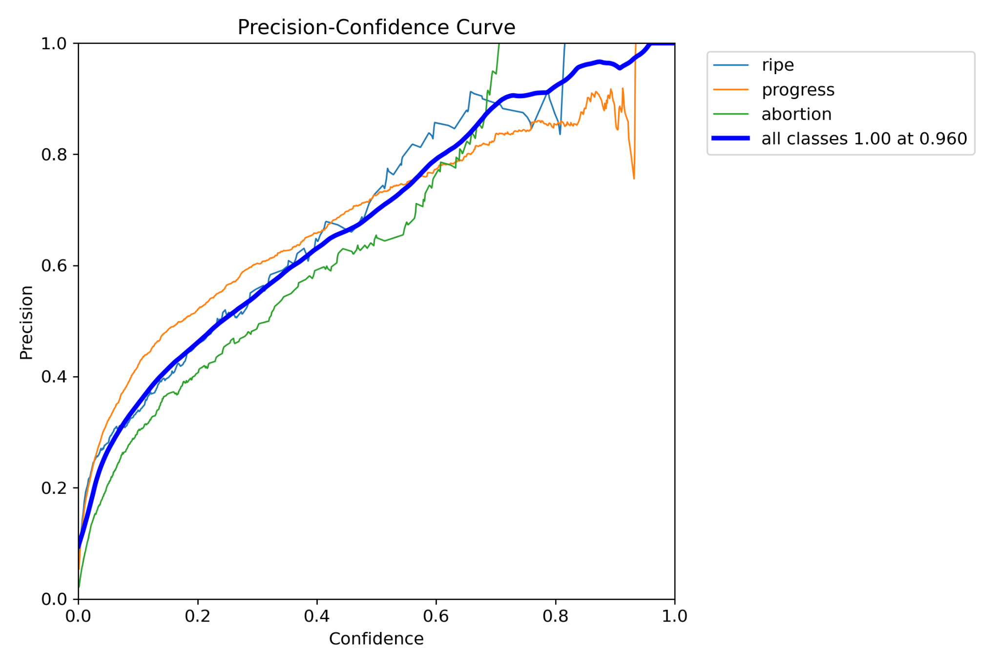 Precision-Confidence Curve
1.0
0.8
0.6
0.4
0.2
0.0
Precision
0.0 0.2 0.4 0.6 0.8 1.0
Confidence
ripe
progress
abortion
all classes 1.00 at 0.960